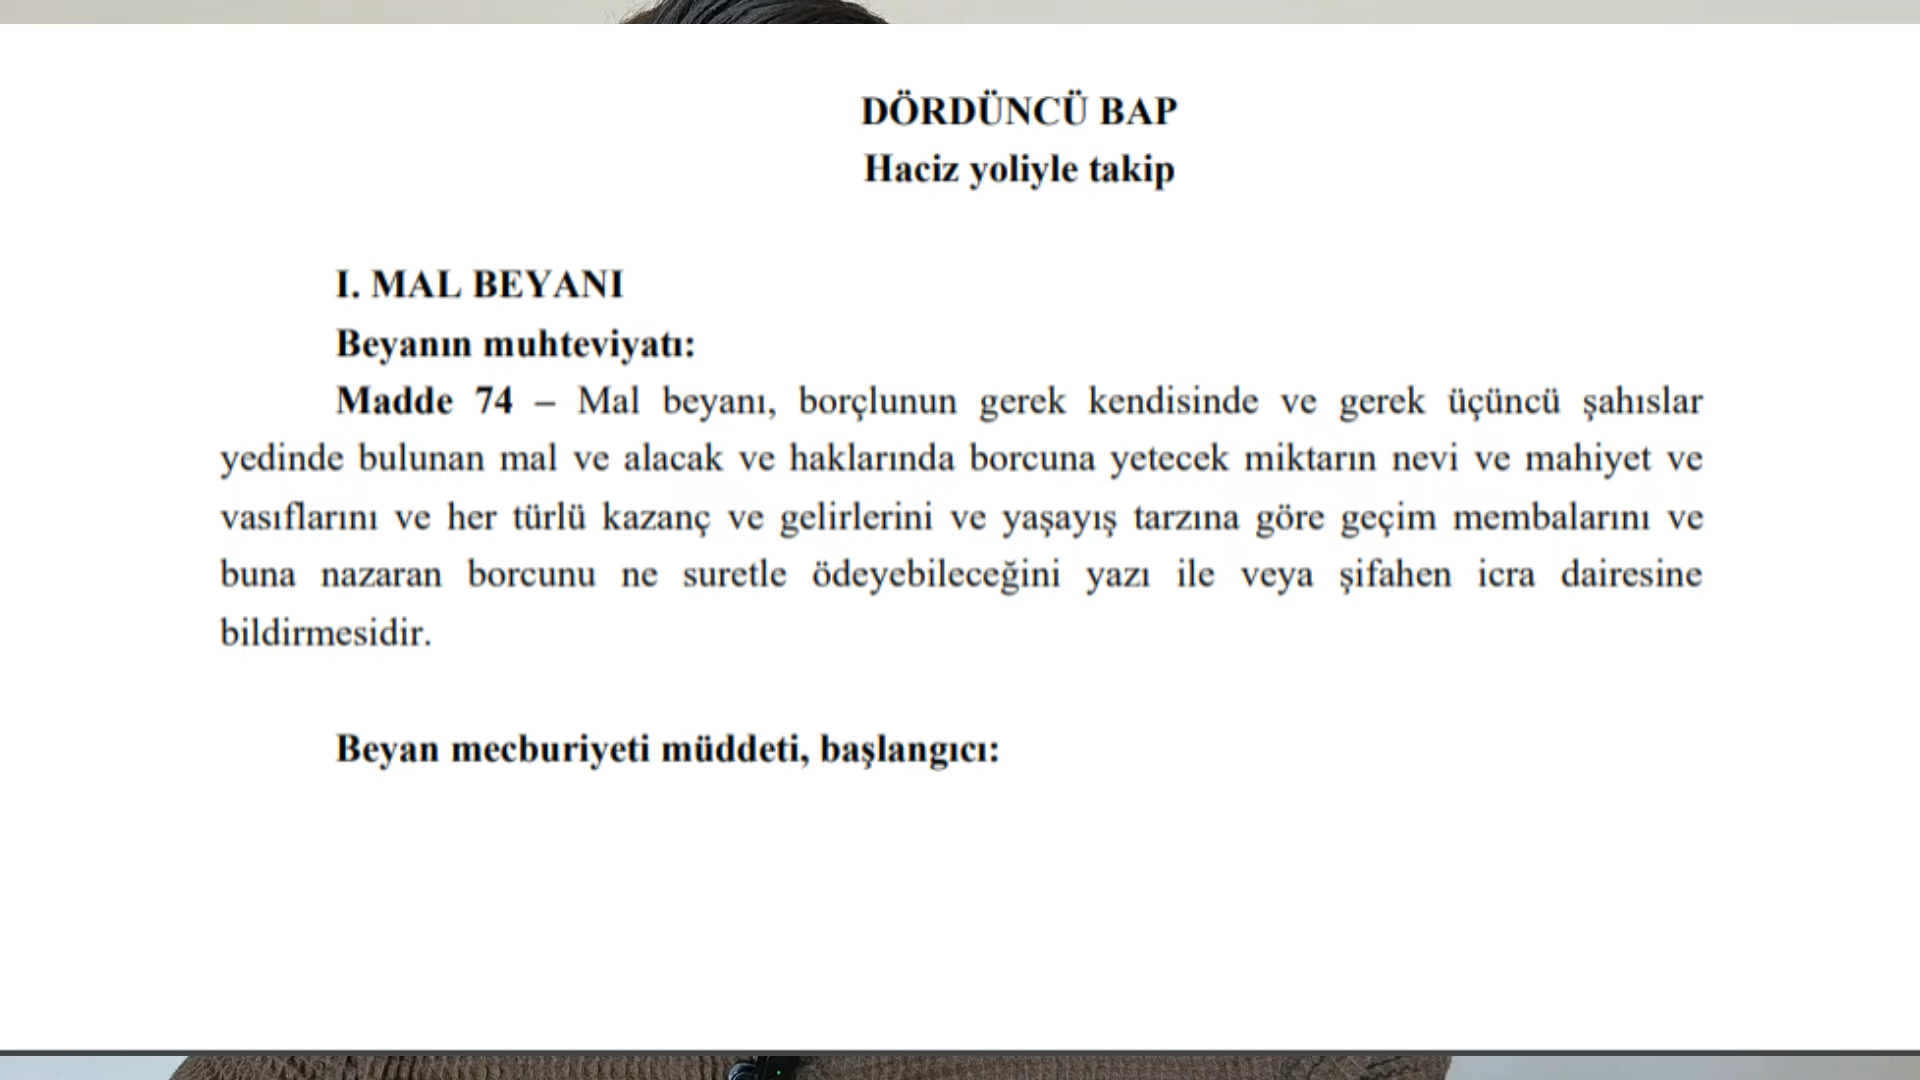 DÖRDÜNCÜ BAP
Haciz yoliyle takip
I. MAL BEYANI
Beyanın muhteviyatı:
Madde 74 – Mal beyanı, borçlunun gerek kendisinde ve gerek üçüncü şahıslar
yedinde bulunan mal ve alacak ve haklarında borcuna yetecek miktarın nevi ve mahiyet ve
vasıflarını ve her türlü kazanç ve gelirlerini ve yaşayış tarzına göre geçim membalarını ve
buna nazaran borcunu ne suretle ödeyebileceğini yazı ile veya şifahen icra dairesine
bildirmesidir.
Beyan mecburiyeti müddeti, başlangıcı: